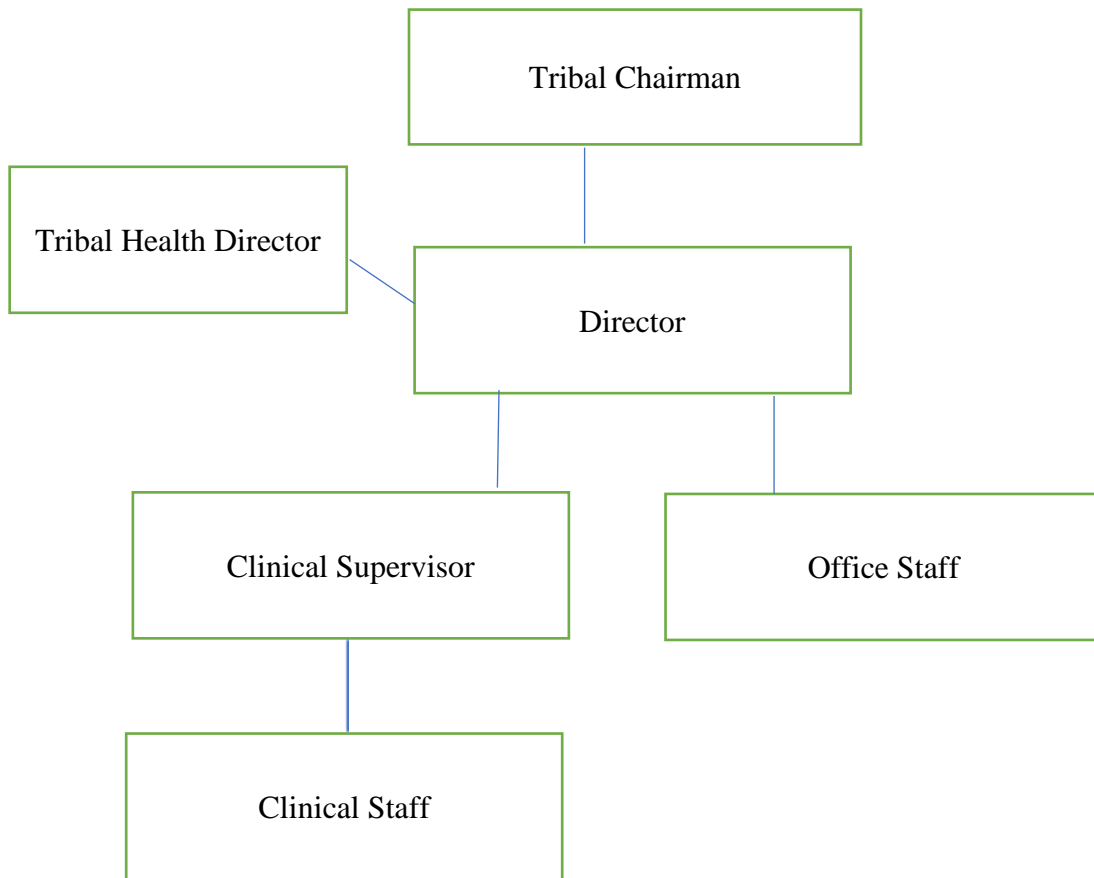 Tribal Chairman
Tribal Health Director
Director
Clinical Supervisor
Office Staff
Clinical Staff